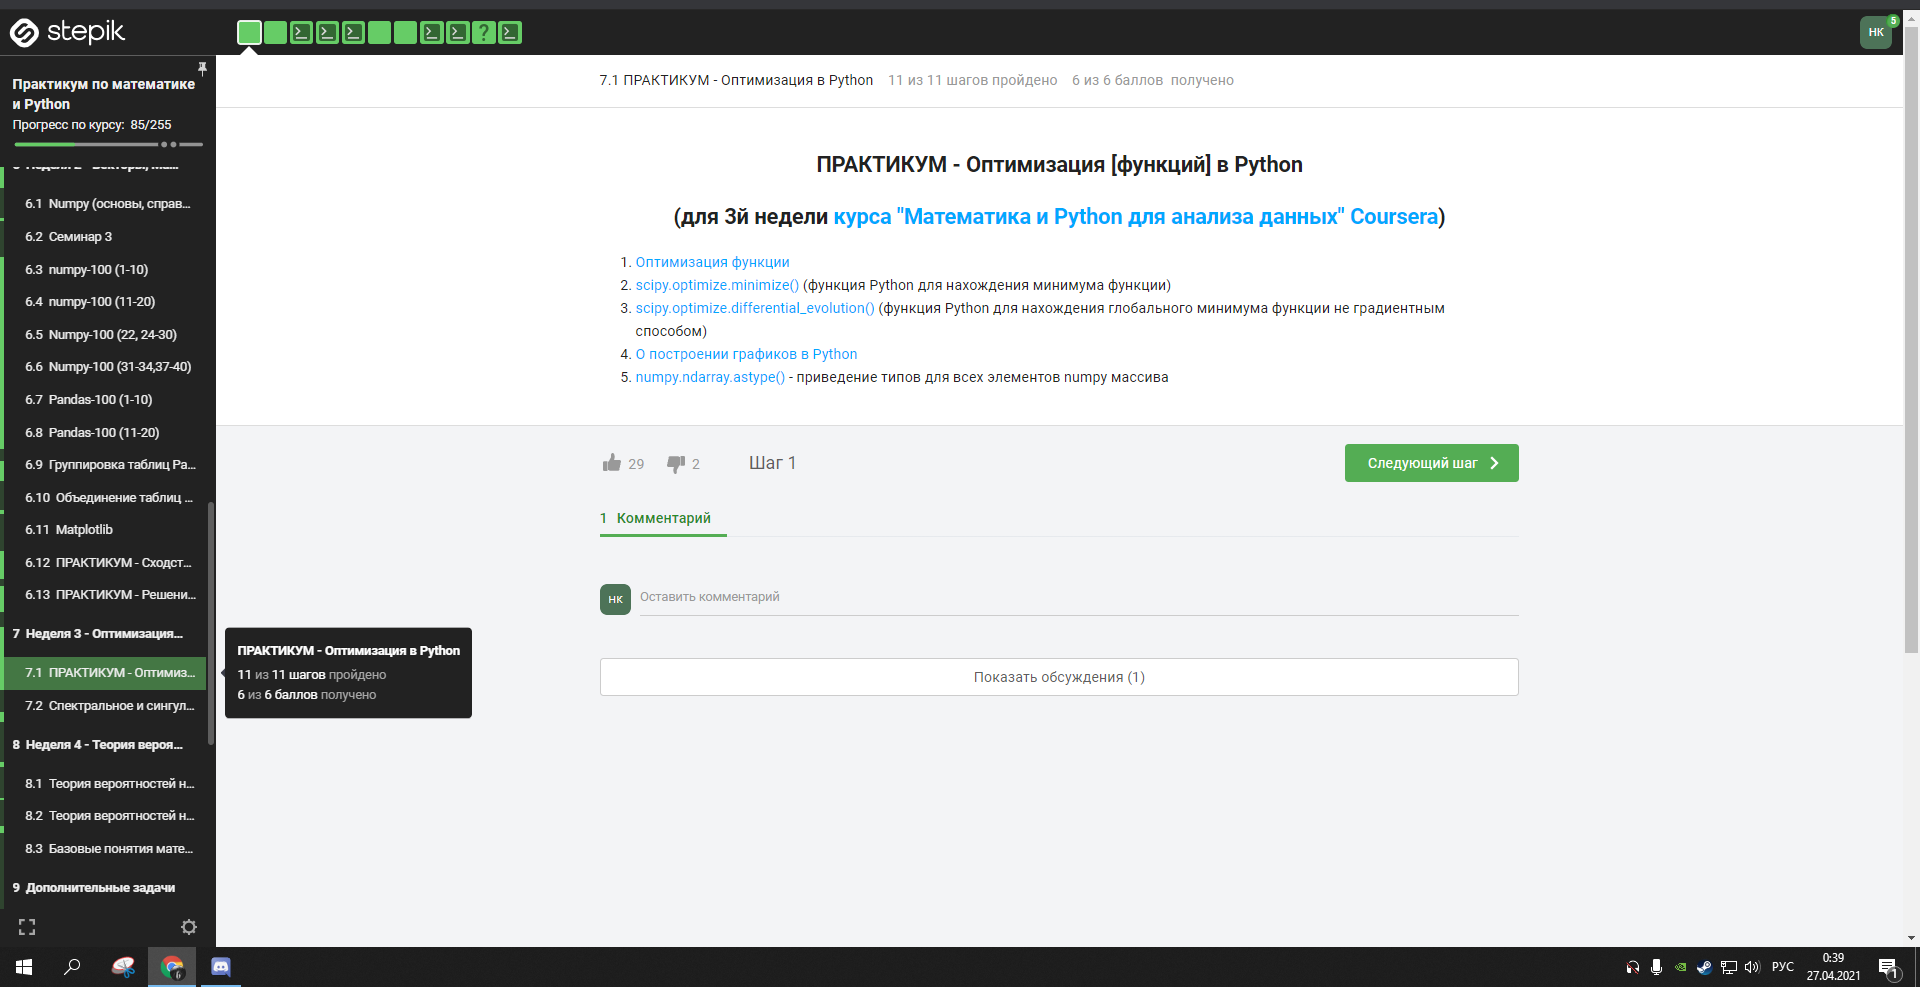 stepik
?
НК
5
Практикум по математике
и Python
Прогресс по курсу: 85/255
6.1 Numpy (основы, справ...
6.2 Семинар 3
6.3 numpy-100 (1-10)
6.4 numpy-100 (11-20)
6.5 Numpy-100 (22, 24-30)
6.6 Numpy-100 (31-34,37-40)
6.7 Pandas-100 (1-10)
6.8 Pandas-100 (11-20)
6.9 Группировка таблиц Pa...
6.10 Объединение таблиц ...
6.11 Matplotlib
6.12 ПРАКТИКУМ - Сходст...
6.13 ПРАКТИКУМ - Решени...
7 Неделя 3 - Оптимизация...
7.1 ПРАКТИКУМ - Оптимиз...
7.2 Спектральное и сингул...
8 Неделя 4 - Теория вероя...
8.1 Теория вероятностей н...
8.2 Теория вероятностей н...
8.3 Базовые понятия мате...
9 Дополнительные задачи
ПРАКТИКУМ - Оптимизация в Python
11 из 11 шагов пройдено
6 из 6 баллов получено
7.1 ПРАКТИКУМ - Оптимизация в Python 11 из 11 шагов пройдено 6 из 6 баллов получено
ПРАКТИКУМ - Оптимизация [функций] в Python
(для 3й недели курса "Математика и Python для анализа данных" Coursera)
1. Оптимизация функции
2. scipy.optimize.minimize() (функция Python для нахождения минимума функции)
3. scipy.optimize.differential_evolution() (функция Python для нахождения глобального минимума функции не градиентным
способом)
4. О построении графиков в Python
5. numpy.ndarray.astype() - приведение типов для всех элементов numpy массива
29 2 Шаг 1
Следующий шаг
1 Комментарий
НК
Оставить комментарий
Показать обсуждения (1)
6
РУС
0:39
27.04.2021
1